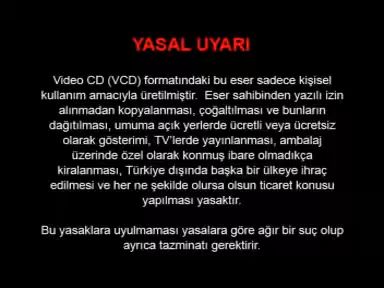 YASAL UYARI
Video CD (VCD) formatındaki bu eser sadece kişisel
kullanım amacıyla üretilmiştir. Eser sahibinden yazılı izin
alınmadan kopyalanması, çoğaltılması ve bunların
dağıtılması, umuma açık yerlerde ücretli veya ücretsiz
olarak gösterimi, TV'lerde yayınlanması, ambalaj
üzerinde özel olarak konmuş ibare olmadıkça
kiralanması, Türkiye dışında başka bir ülkeye ihraç
edilmesi ve her ne şekilde olursa olsun ticaret konusu
yapılması yasaktır.
Bu yasaklara uyulmaması yasalara göre ağır bir suç olup
ayrıca tazminatı gerektirir.